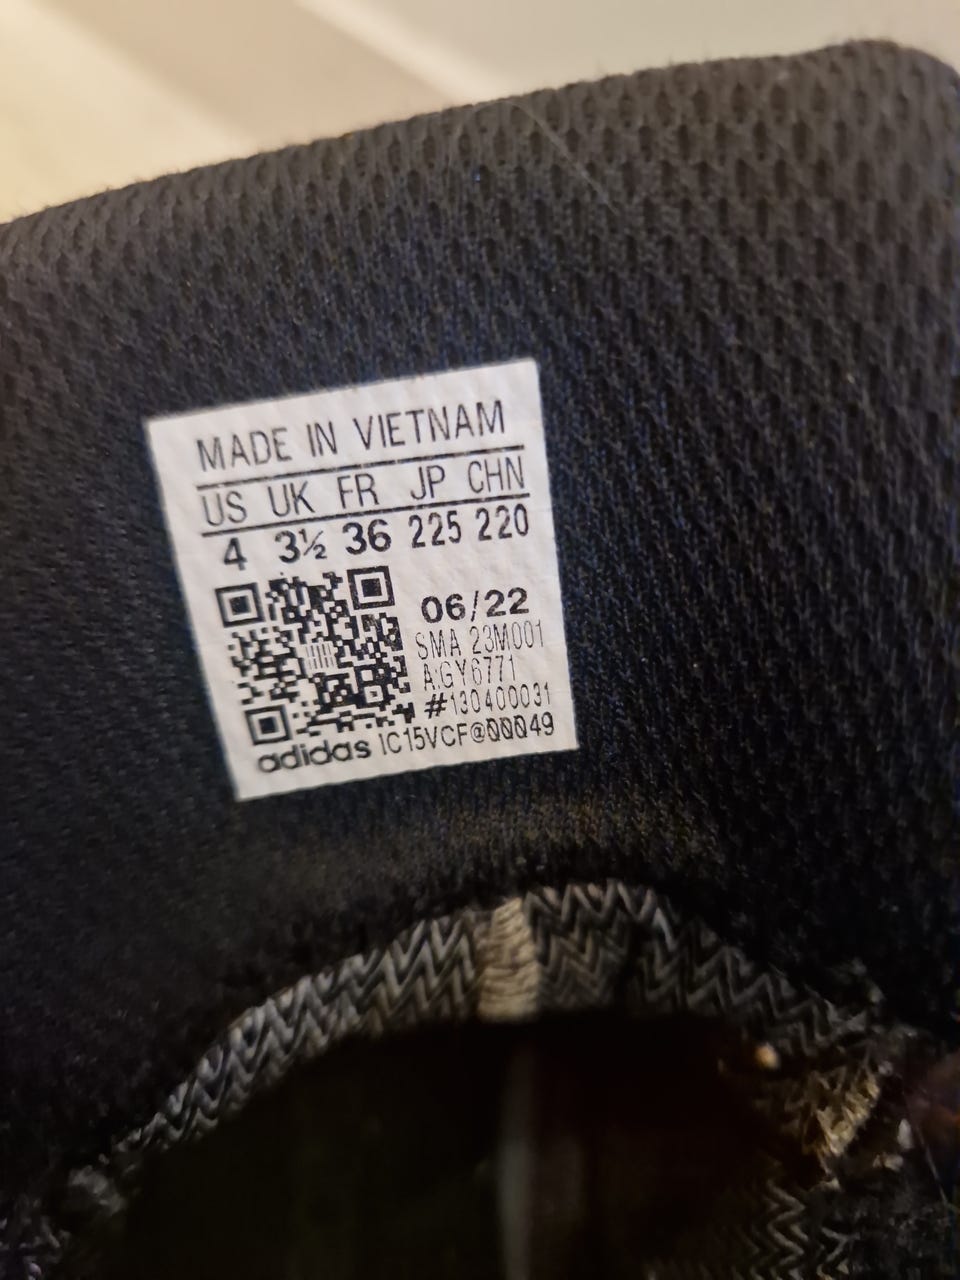 MADE IN VIETNAM
US UK FR JP CHN
4 3½ 36 225 220
06/22
SMA 23M001
A:GY6771
#130400031
adidas IC15VCF@00049